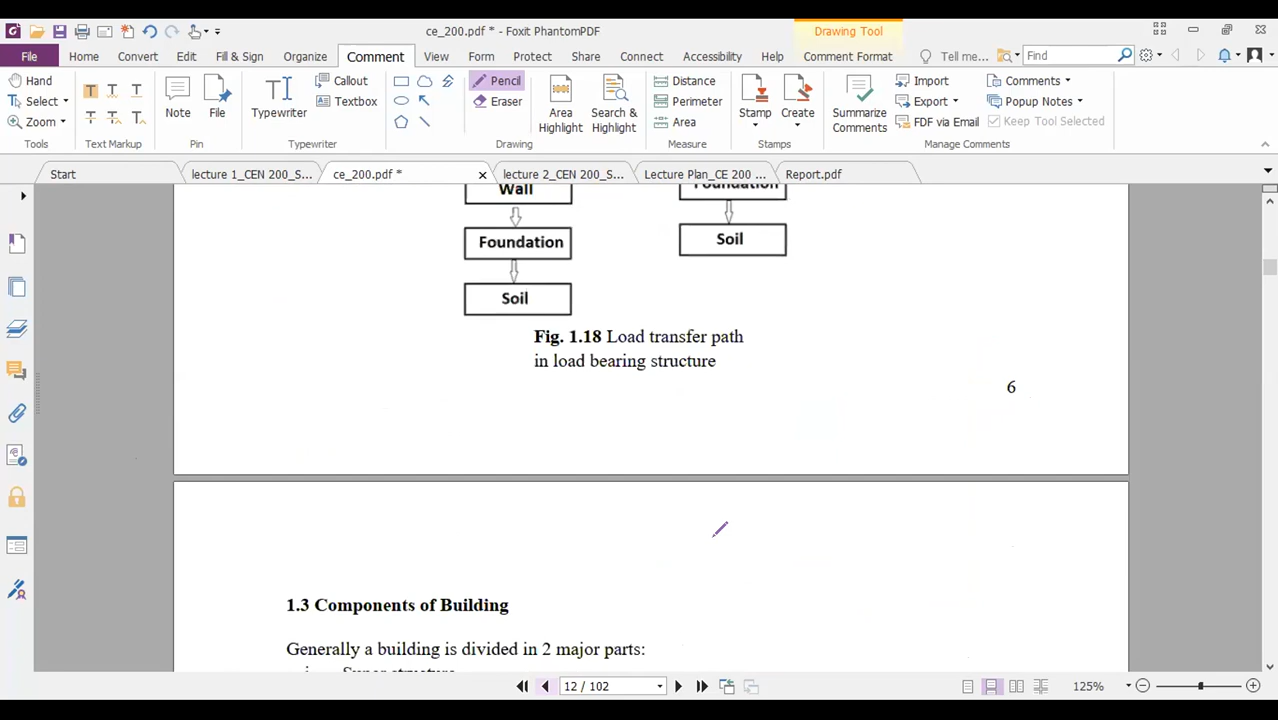 ce_200.pdf * - Foxit PhantomPDF
Drawing Tool
File Home Convert Edit Fill & Sign Organize Comment View Form Protect Share Connect Accessibility Help Comment Format Tell me... Find
Hand
Select
Zoom
Tools
Text Markup
Note
File
Pin
Typewriter
Callout
Textbox
Typewriter
Pencil
Eraser
Area Highlight
Search & Highlight
Drawing
Distance
Perimeter
Area
Measure
Stamp
Create
Stamps
Summarize Comments
Import
Export
FDF via Email
Comments
Popup Notes
Keep Tool Selected
Manage Comments
Start
lecture 1_CEN 200_S...
ce_200.pdf *
lecture 2_CEN 200_S...
Lecture Plan_CE 200 ...
Report.pdf
Wall
Foundation
Soil
Foundation
Soil
Fig. 1.18 Load transfer path
in load bearing structure
6
1.3 Components of Building
Generally a building is divided in 2 major parts:
i. Super structure
12 / 102
125%